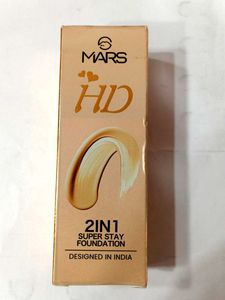 MARS
HD
2IN1
SUPER STAY
FOUNDATION
DESIGNED IN INDIA